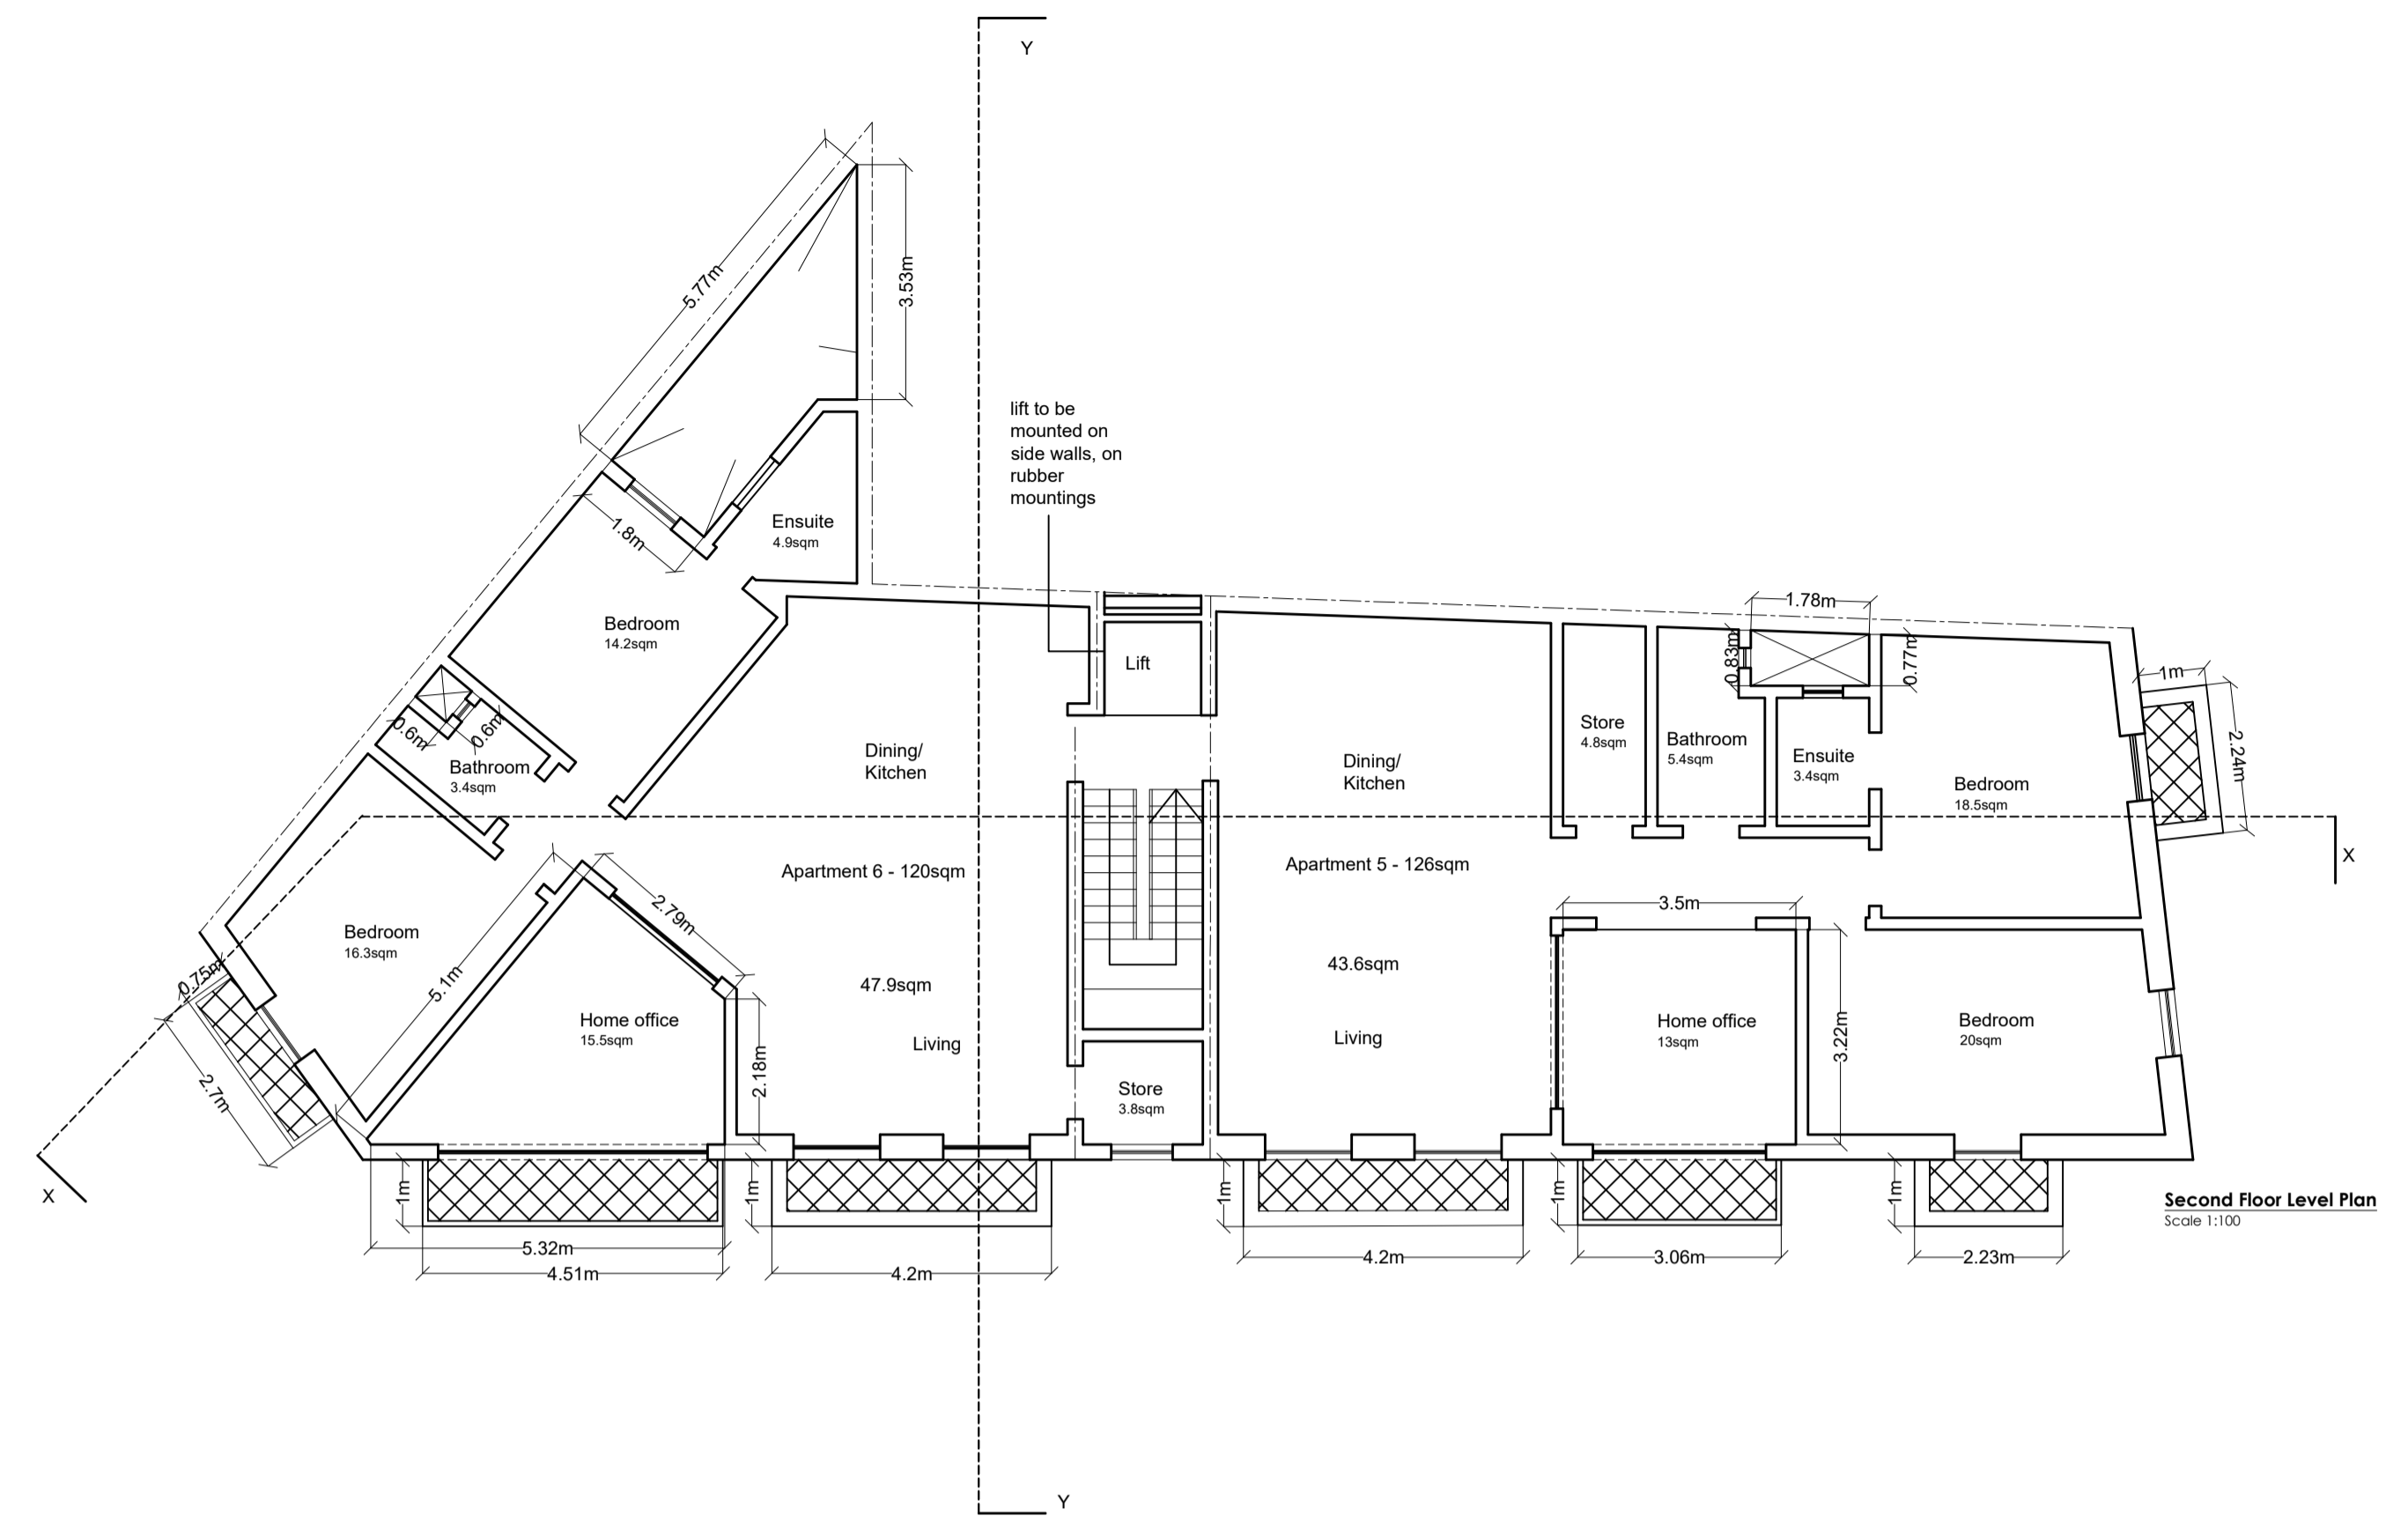 Y
5.77m
3.53m
lift to be
mounted on
side walls, on
rubber
mountings
Ensuite
4.9sqm
1.8m
Bedroom
14.2sqm
Lift
1.78m
0.83m
0.77m
1m
2.24m
Store
4.8sqm
Bathroom
5.4sqm
Ensuite
3.4sqm
Bedroom
18.5sqm
0.6m
0.6m
Bathroom
3.4sqm
Dining/
Kitchen
Dining/
Kitchen
X
Apartment 6 - 120sqm
Apartment 5 - 126sqm
2.79m
3.5m
Bedroom
16.3sqm
0.75m
5.1m
47.9sqm
43.6sqm
Home office
15.5sqm
Living
Living
Home office
13sqm
3.22m
Bedroom
20sqm
2.7m
2.18m
Store
3.8sqm
X
1m
1m
1m
1m
1m
Second Floor Level Plan
Scale 1:100
5.32m
4.51m
4.2m
4.2m
3.06m
2.23m
Y